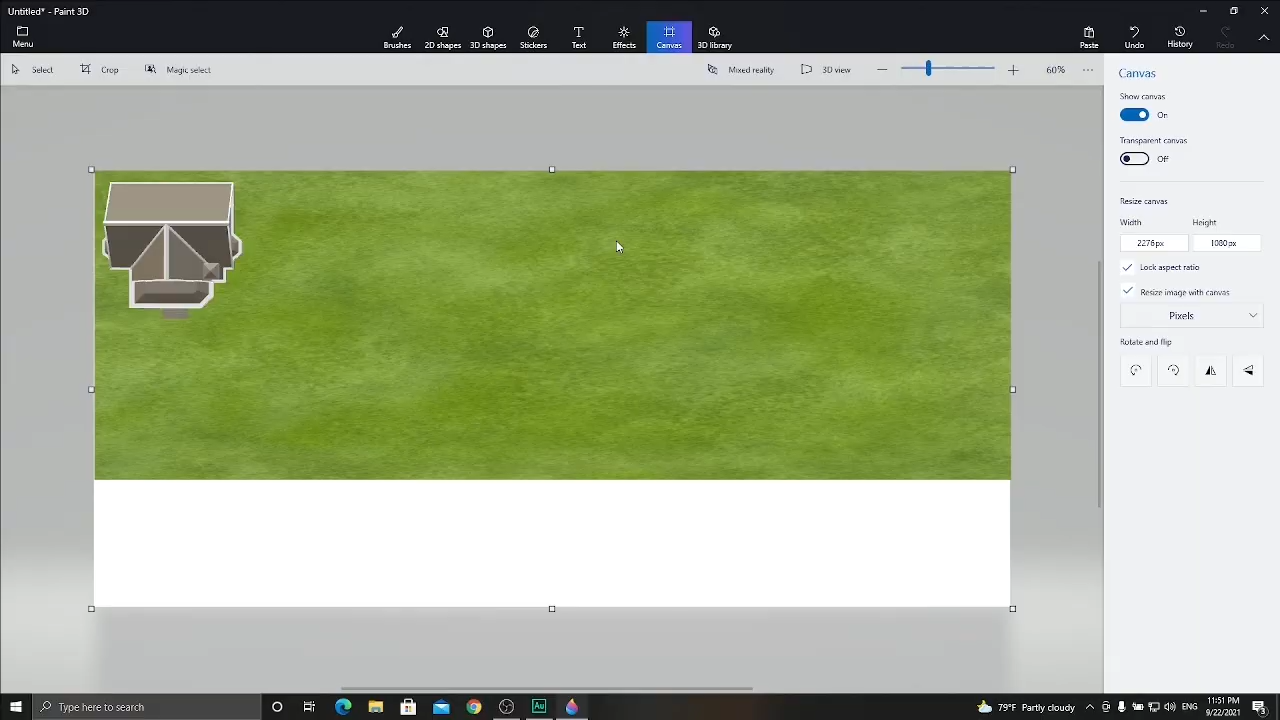 Untitled* - Paint 3D
Menu
Brushes
2D shapes
3D shapes
Stickers
Text
Effects
Canvas
3D library
Paste
Undo
History
Redo
Select
Crop
Magic select
Mixed reality
3D view
60%
Canvas
Show canvas
On
Transparent canvas
Off
Resize canvas
Width
Height
2276px
1080px
Lock aspect ratio
Resize image with canvas
Pixels
Rotate and flip
Type here to search
Au
79°F Partly cloudy
ENG
11:51 PM
9/22/2021